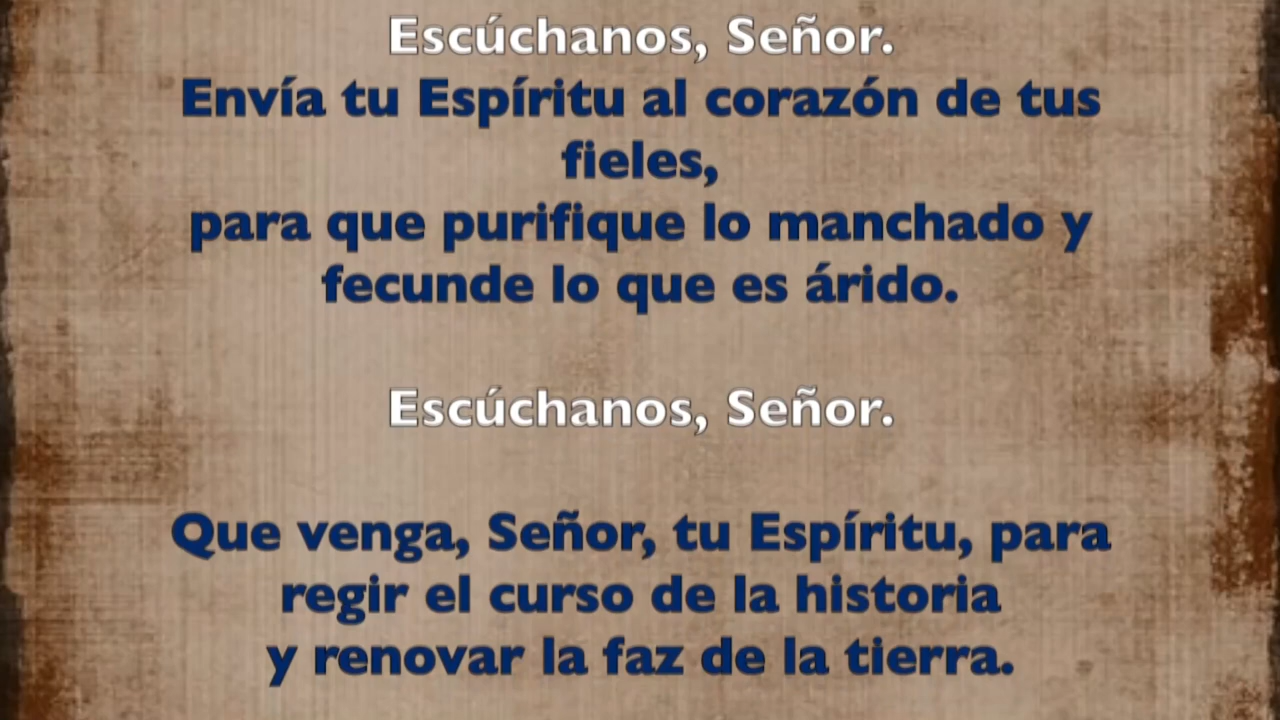 Escúchanos, Señor.
Envía tu Espíritu al corazón de tus
fieles,
para que purifique lo manchado y
fecunde lo que es árido.
Escúchanos, Señor.
Que venga, Señor, tu Espíritu, para
regir el curso de la historia
y renovar la faz de la tierra.